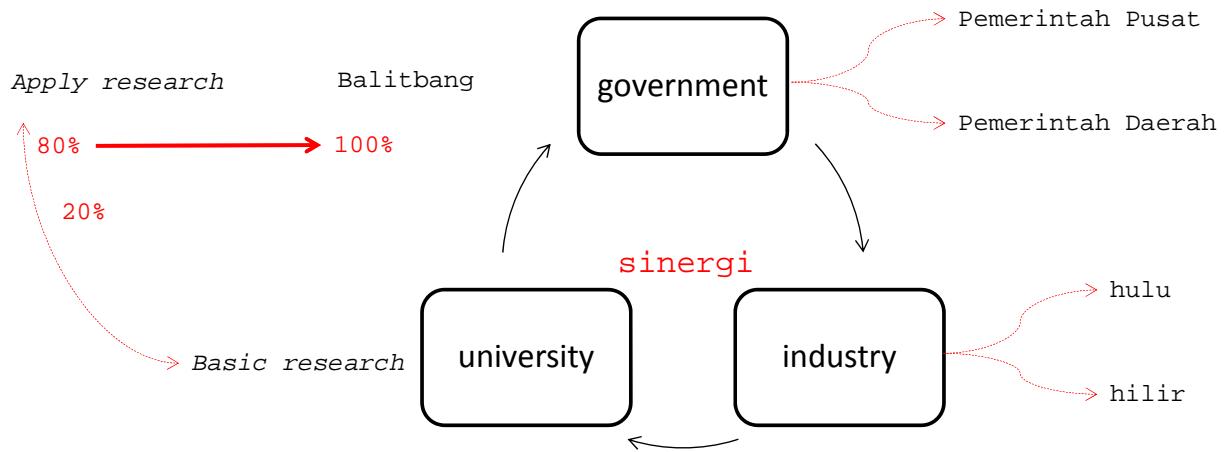 Pemerintah Pusat
Apply research
Balitbang
government
Pemerintah Daerah
80%
100%
20%
sinergi
hulu
Basic research
university
industry
hilir